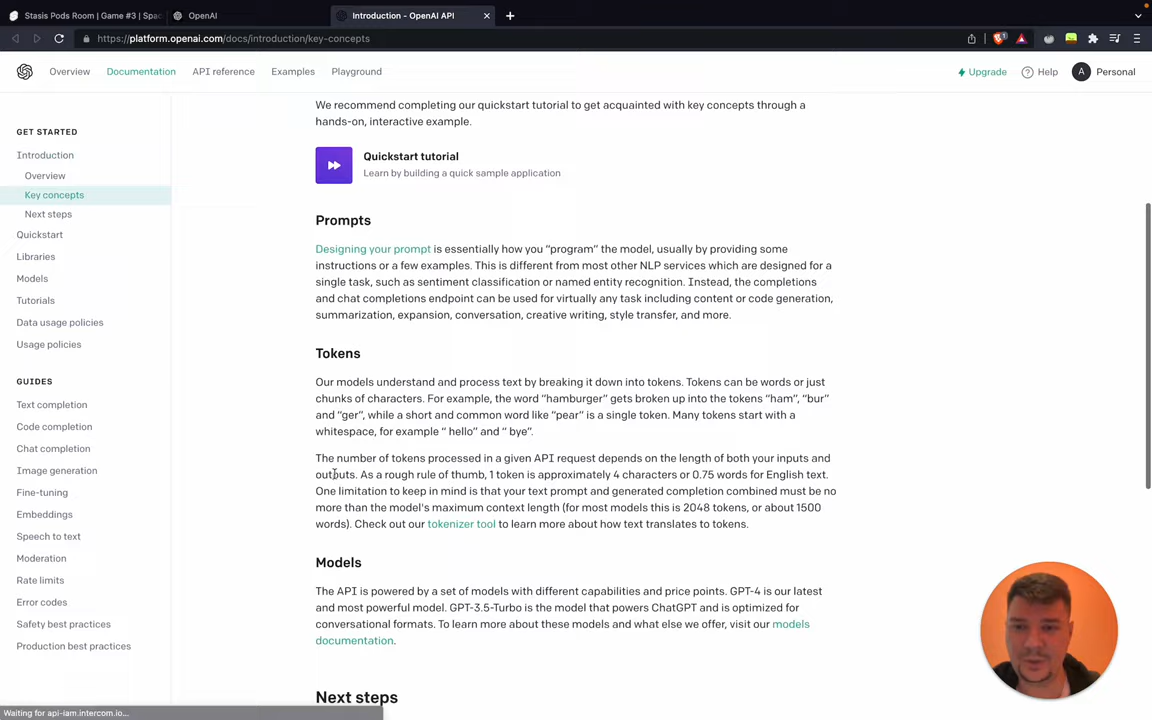 Stasis Pods Room | Game #3 | Spac
OpenAI
Introduction - OpenAI API
https://platform.openai.com/docs/introduction/key-concepts
Overview
Documentation
API reference
Examples
Playground
Upgrade
Help
A
Personal
GET STARTED
Introduction
Overview
Key concepts
Next steps
Quickstart
Libraries
Models
Tutorials
Data usage policies
Usage policies
GUIDES
Text completion
Code completion
Chat completion
Image generation
Fine-tuning
Embeddings
Speech to text
Moderation
Rate limits
Error codes
Safety best practices
Production best practices
We recommend completing our quickstart tutorial to get acquainted with key concepts through a
hands-on, interactive example.
Quickstart tutorial
Learn by building a quick sample application
Prompts
Designing your prompt is essentially how you “program” the model, usually by providing some
instructions or a few examples. This is different from most other NLP services which are designed for a
single task, such as sentiment classification or named entity recognition. Instead, the completions
and chat completions endpoint can be used for virtually any task including content or code generation,
summarization, expansion, conversation, creative writing, style transfer, and more.
Tokens
Our models understand and process text by breaking it down into tokens. Tokens can be words or just
chunks of characters. For example, the word “hamburger” gets broken up into the tokens “ham”, “bur”
and “ger”, while a short and common word like “pear” is a single token. Many tokens start with a
whitespace, for example “ hello” and “ bye”.
The number of tokens processed in a given API request depends on the length of both your inputs and
outputs. As a rough rule of thumb, 1 token is approximately 4 characters or 0.75 words for English text.
One limitation to keep in mind is that your text prompt and generated completion combined must be no
more than the model's maximum context length (for most models this is 2048 tokens, or about 1500
words). Check out our tokenizer tool to learn more about how text translates to tokens.
Models
The API is powered by a set of models with different capabilities and price points. GPT-4 is our latest
and most powerful model. GPT-3.5-Turbo is the model that powers ChatGPT and is optimized for
conversational formats. To learn more about these models and what else we offer, visit our models
documentation.
Next steps
Waiting for api-iam.intercom.io...